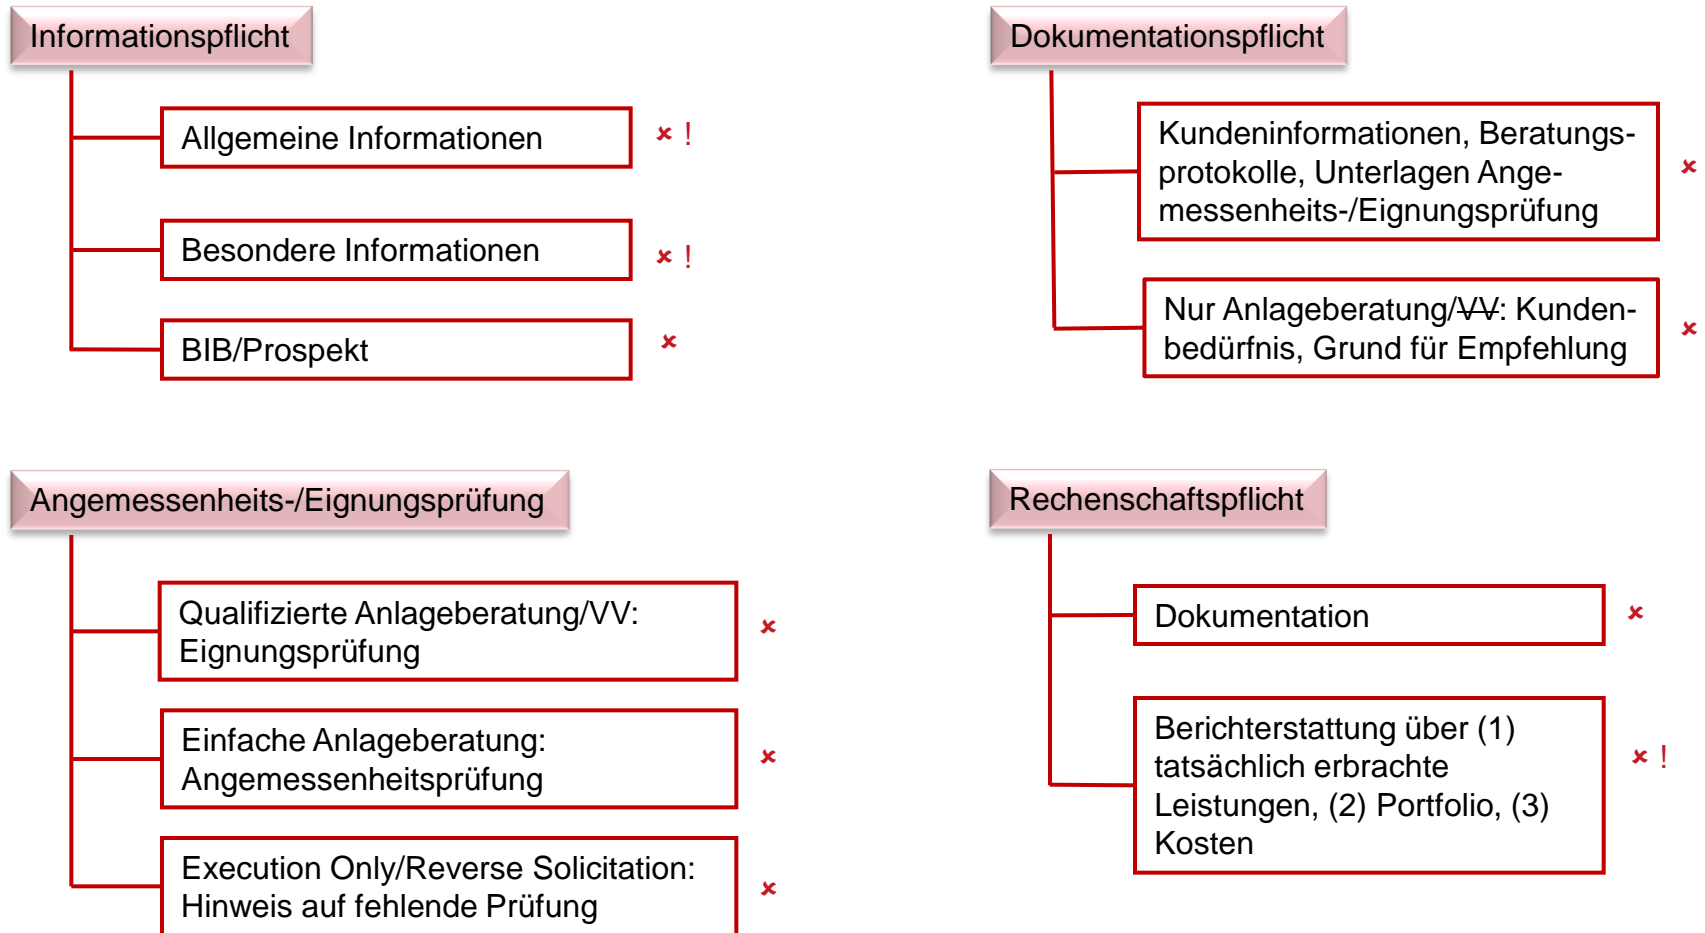 Informationspflicht
Allgemeine Informationen
× !
Besondere Informationen
× !
BIB/Prospekt
×
Dokumentationspflicht
Kundeninformationen, Beratungs-
protokolle, Unterlagen Ange-
messenheits-/Eignungsprüfung
×
Nur Anlageberatung/VV: Kunden-
bedürfnis, Grund für Empfehlung
×
Angemessenheits-/Eignungsprüfung
Qualifizierte Anlageberatung/VV:
Eignungsprüfung
×
Einfache Anlageberatung:
Angemessenheitsprüfung
×
Execution Only/Reverse Solicitation:
Hinweis auf fehlende Prüfung
×
Rechenschaftspflicht
Dokumentation
×
Berichterstattung über (1)
tatsächlich erbrachte
Leistungen, (2) Portfolio, (3)
Kosten
× !